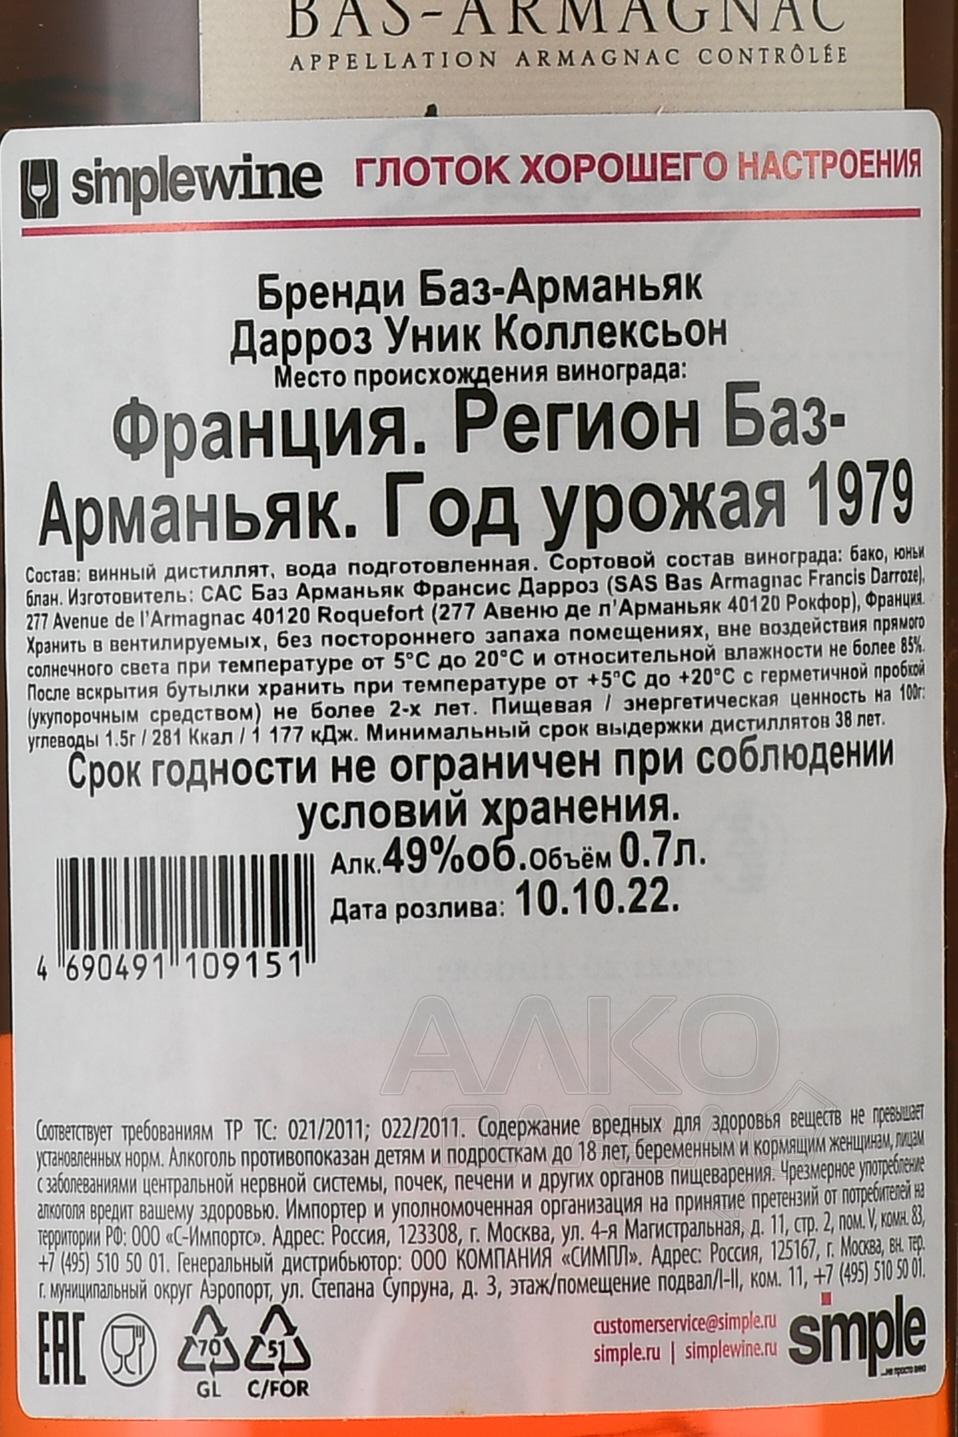 BAS-ARMAGNAC
APPELLATION ARMAGNAC CONTRÔLÉE
simplewine ГЛОТОК ХОРОШЕГО НАСТРОЕНИЯ
Бренди Баз-Арманьяк
Дарроз Уник Коллексьон
Место происхождения винограда:
Франция. Регион Баз-
Арманьяк. Год урожая 1979
Состав: винный дистиллят, вода подготовленная. Сортовой состав винограда: бако, юньи
блан. Изготовитель: САС Баз Арманьяк Франсис Дарроз (SAS Bas Armagnac Francis Darroze),
277 Avenue de l'Armagnac 40120 Roquefort (277 Авеню де л'Арманьяк 40120 Рокфор), Франция.
Хранить в вентилируемых, без постороннего запаха помещениях, вне воздействия прямого
солнечного света при температуре от 5°C до 20°C и относительной влажности не более 85%.
После вскрытия бутылки хранить при температуре от +5°C до +20°C с герметичной пробкой
(укупорочным средством) не более 2-х лет. Пищевая / энергетическая ценность на 100г:
углеводы 1.5г / 281 Ккал / 1 177 кДж. Минимальный срок выдержки дистиллятов 38 лет.
Срок годности не ограничен при соблюдении
условий хранения.
Алк.49%об.Объём 0.7л.
Дата розлива: 10.10.22.
4 690491 109151
АЛКО
Соответствует требованиям ТР ТС: 021/2011; 022/2011. Содержание вредных для здоровья веществ не превышает
установленных норм. Алкоголь противопоказан детям и подросткам до 18 лет, беременным и кормящим женщинам, лицам
с заболеваниями центральной нервной системы, почек, печени и других органов пищеварения. Чрезмерное употребление
алкоголя вредит вашему здоровью. Импортер и уполномоченная организация на принятие претензий от потребителей на
территории РФ: ООО «С-Импортс». Адрес: Россия, 123308, г. Москва, ул. 4-я Магистральная, д. 11, стр. 2, пом. V, комн. 83,
+7 (495) 510 50 01. Генеральный дистрибьютор: ООО КОМПАНИЯ «СИМПЛ». Адрес: Россия, 125167, г. Москва, вн. тер.
г. муниципальный округ Аэропорт, ул. Степана Супруна, д. 3, этаж/помещение подвал/I-II, ком. 11, +7 (495) 510 50 01.
EAC
70
GL
51
C/FOR
customerservice@simple.ru
simple.ru | simplewine.ru
simple
...не просто вино